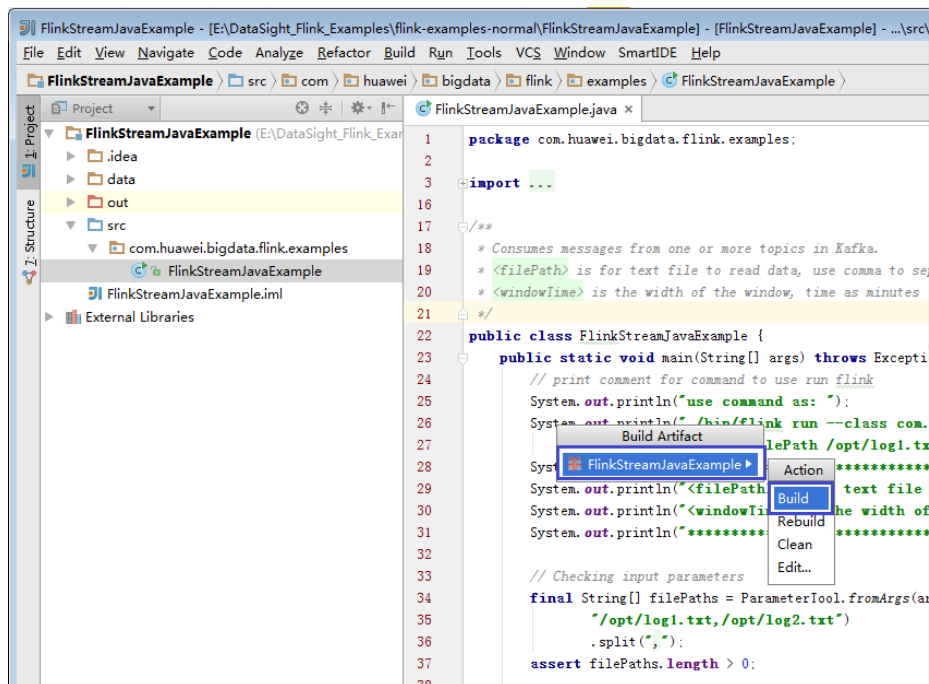 FlinkStreamJavaExample - [E:\DataSight_Flink_Examples\flink-examples-normal\FlinkStreamJavaExample] - [FlinkStreamJavaExample] - ...\src\
File Edit View Navigate Code Analyze Refactor Build Run Tools VCS Window SmartIDE Help
FlinkStreamJavaExample src com huawei bigdata flink examples FlinkStreamJavaExample
Project
FlinkStreamJavaExample.java
1: Project
7: Structure
FlinkStreamJavaExample (E:\DataSight_Flink_Exar
.idea
data
out
src
com.huawei.bigdata.flink.examples
FlinkStreamJavaExample
FlinkStreamJavaExample.iml
External Libraries
1 package com.huawei.bigdata.flink.examples;
2
3 import ...
16
17 /**
18 * Consumes messages from one or more topics in Kafka.
19 * <filePath> is for text file to read data, use comma to sep
20 * <windowTime> is the width of the window, time as minutes
21 */
22 public class FlinkStreamJavaExample {
23 public static void main(String[] args) throws Excepti
24 // print comment for command to use run flink
25 System.out.println("use command as: ");
26 System.out.println("./bin/flink run --class com.
27 lePath /opt/log1.tx
28 Syst ************
29 System.out.println("<filePath text file
30 System.out.println("<windowTi he width of
31 System.out.println("********* ************
32
33 // Checking input parameters
34 final String[] filePaths = ParameterTool.fromArgs(ar
35 "/opt/log1.txt,/opt/log2.txt")
36 .split(",");
37 assert filePaths.length > 0;
38
Build Artifact
FlinkStreamJavaExample
Action
Build
Rebuild
Clean
Edit...